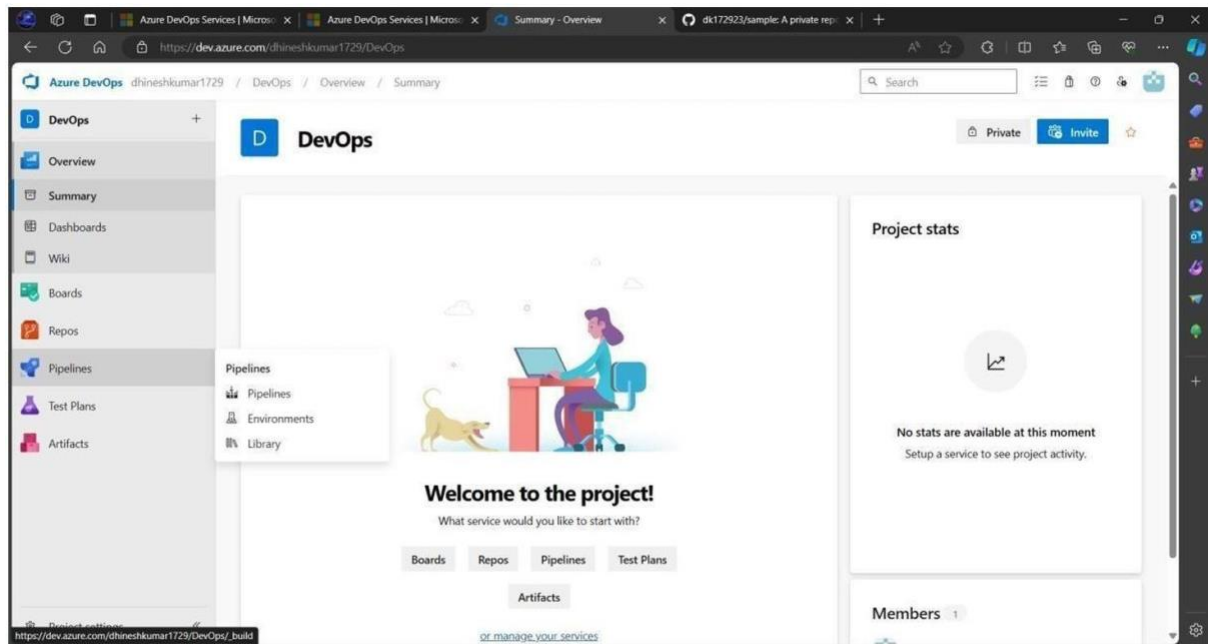 Azure DevOps Services | Microso
Azure DevOps Services | Microso
Summary - Overview
dk172923/sample: A private rep
https://dev.azure.com/dhineshkumar1729/DevOps
Azure DevOps dhineshkumar1729 / DevOps / Overview / Summary
Search
D DevOps +
D DevOps
Private
Invite
Overview
Summary
Dashboards
Wiki
Boards
Repos
Pipelines
Test Plans
Artifacts
Pipelines
Pipelines
Environments
Library
Welcome to the project!
What service would you like to start with?
Boards Repos Pipelines Test Plans
Artifacts
or manage your services
Project stats
No stats are available at this moment
Setup a service to see project activity.
Members 1
Project settings
https://dev.azure.com/dhineshkumar1729/DevOps/_build